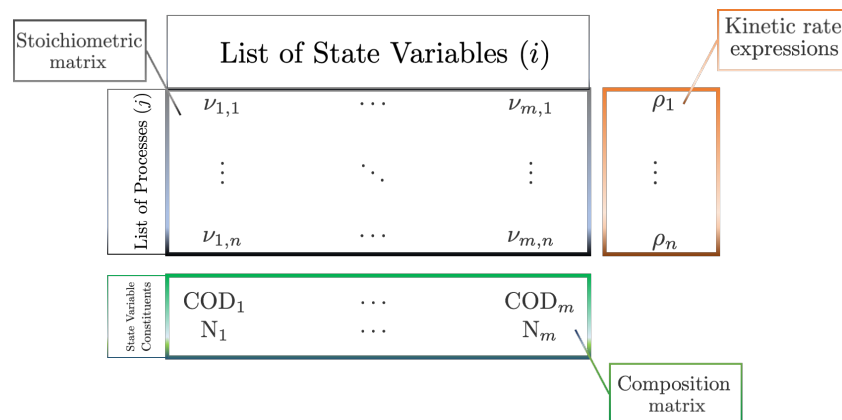 Stoichiometric
matrix
List of State Variables (i)
Kinetic rate
expressions
List of Processes (j)
ν₁,₁ ⋯ νₘ,₁ ρ₁
⋮ ⋱ ⋮ ⋮
ν₁,ₙ ⋯ νₘ,ₙ ρₙ
State Variable
Constituents
COD₁ ⋯ CODₘ
N₁ ⋯ Nₘ
Composition
matrix